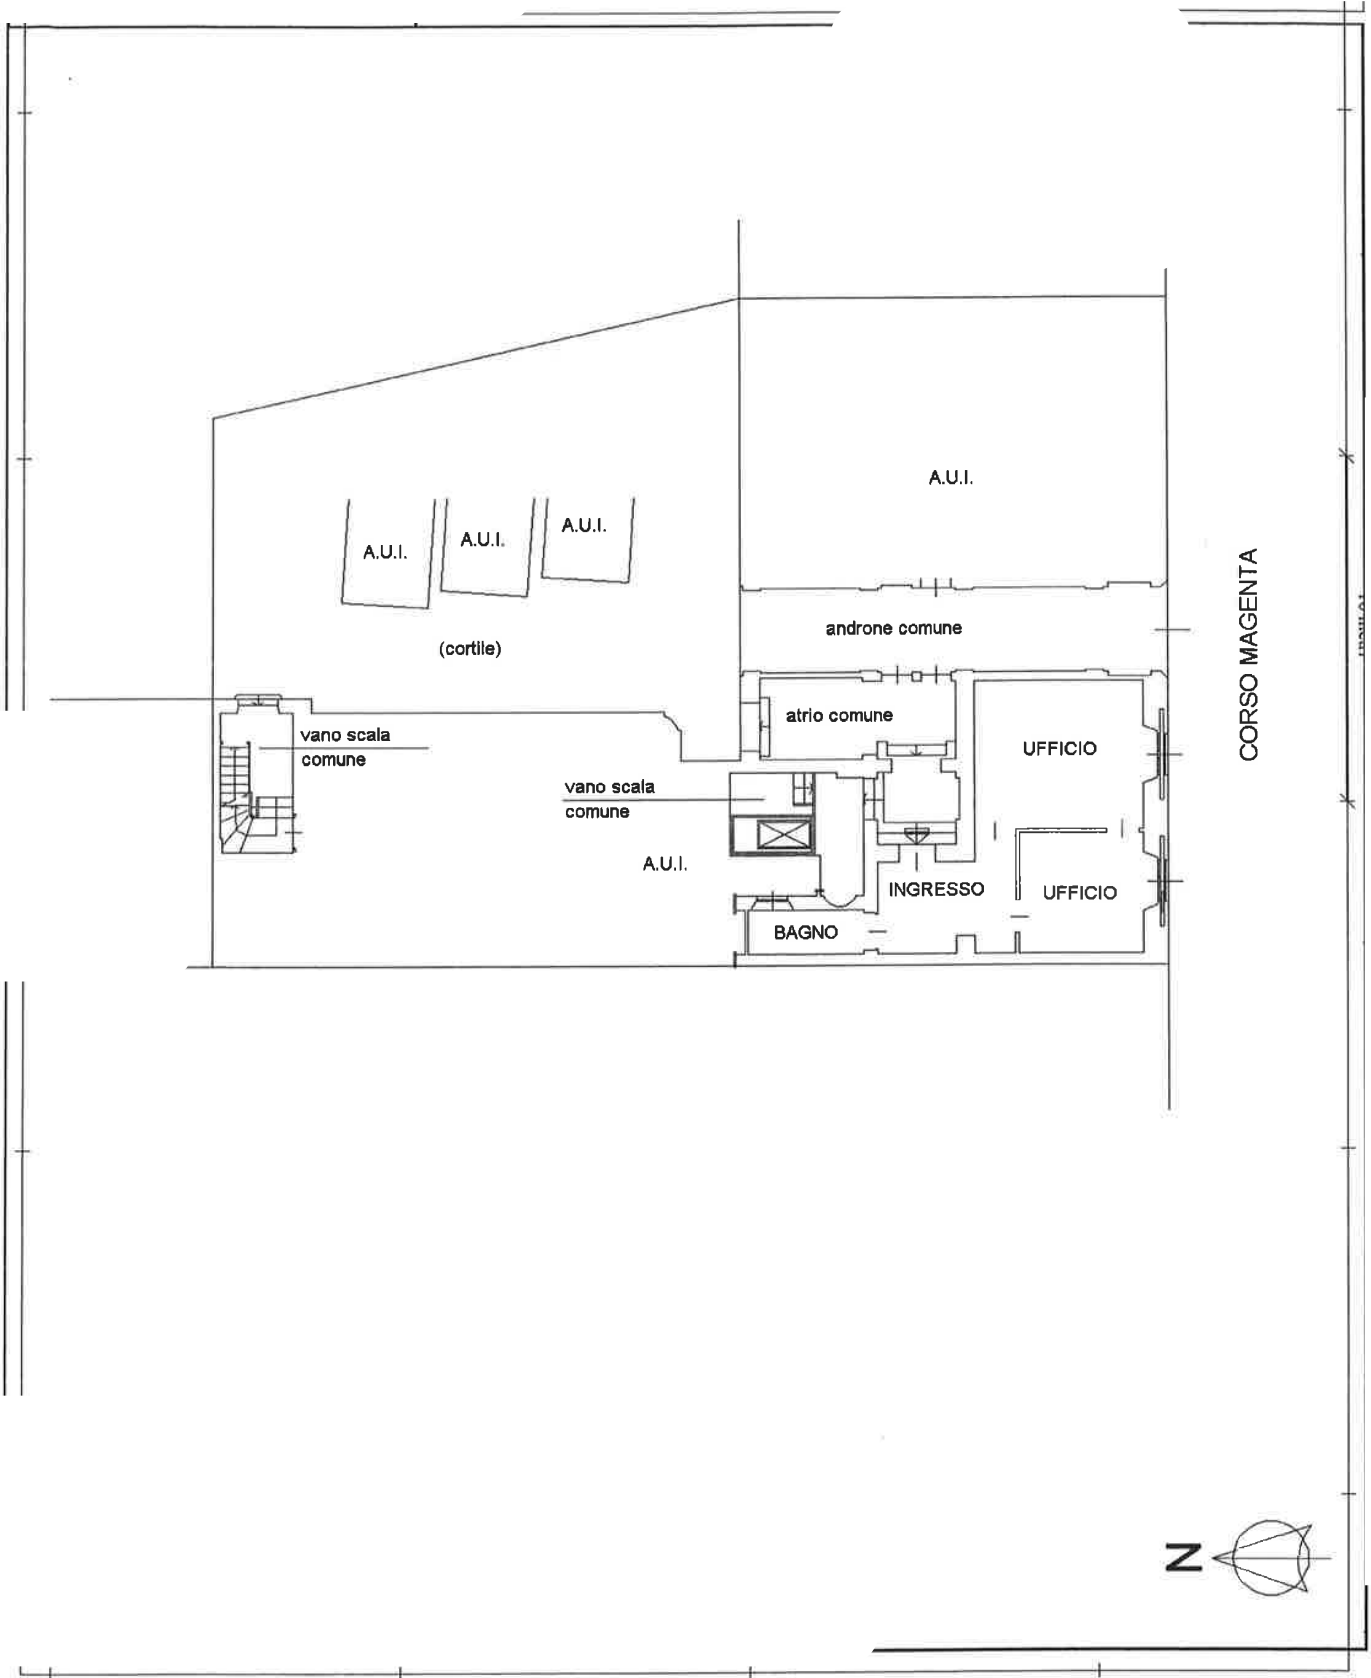 A.U.I.
A.U.I.
A.U.I.
A.U.I.
androne comune
(cortile)
CORSO MAGENTA
atrio comune
vano scala
comune
UFFICIO
vano scala
comune
A.U.I.
INGRESSO
UFFICIO
BAGNO
N